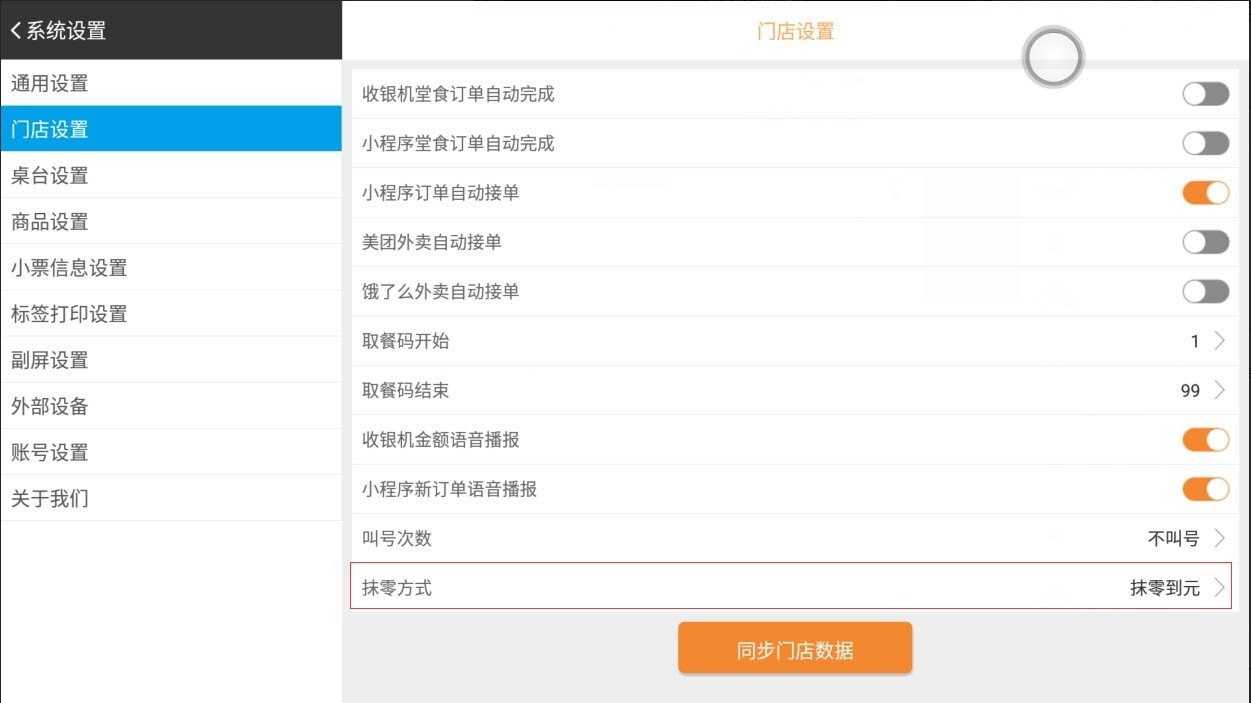 系统设置
通用设置
门店设置
桌台设置
商品设置
小票信息设置
标签打印设置
副屏设置
外部设备
账号设置
关于我们
门店设置
收银机堂食订单自动完成
小程序堂食订单自动完成
小程序订单自动接单
美团外卖自动接单
饿了么外卖自动接单
取餐码开始 1
取餐码结束 99
收银机金额语音播报
小程序新订单语音播报
叫号次数 不叫号
抹零方式 抹零到元
同步门店数据